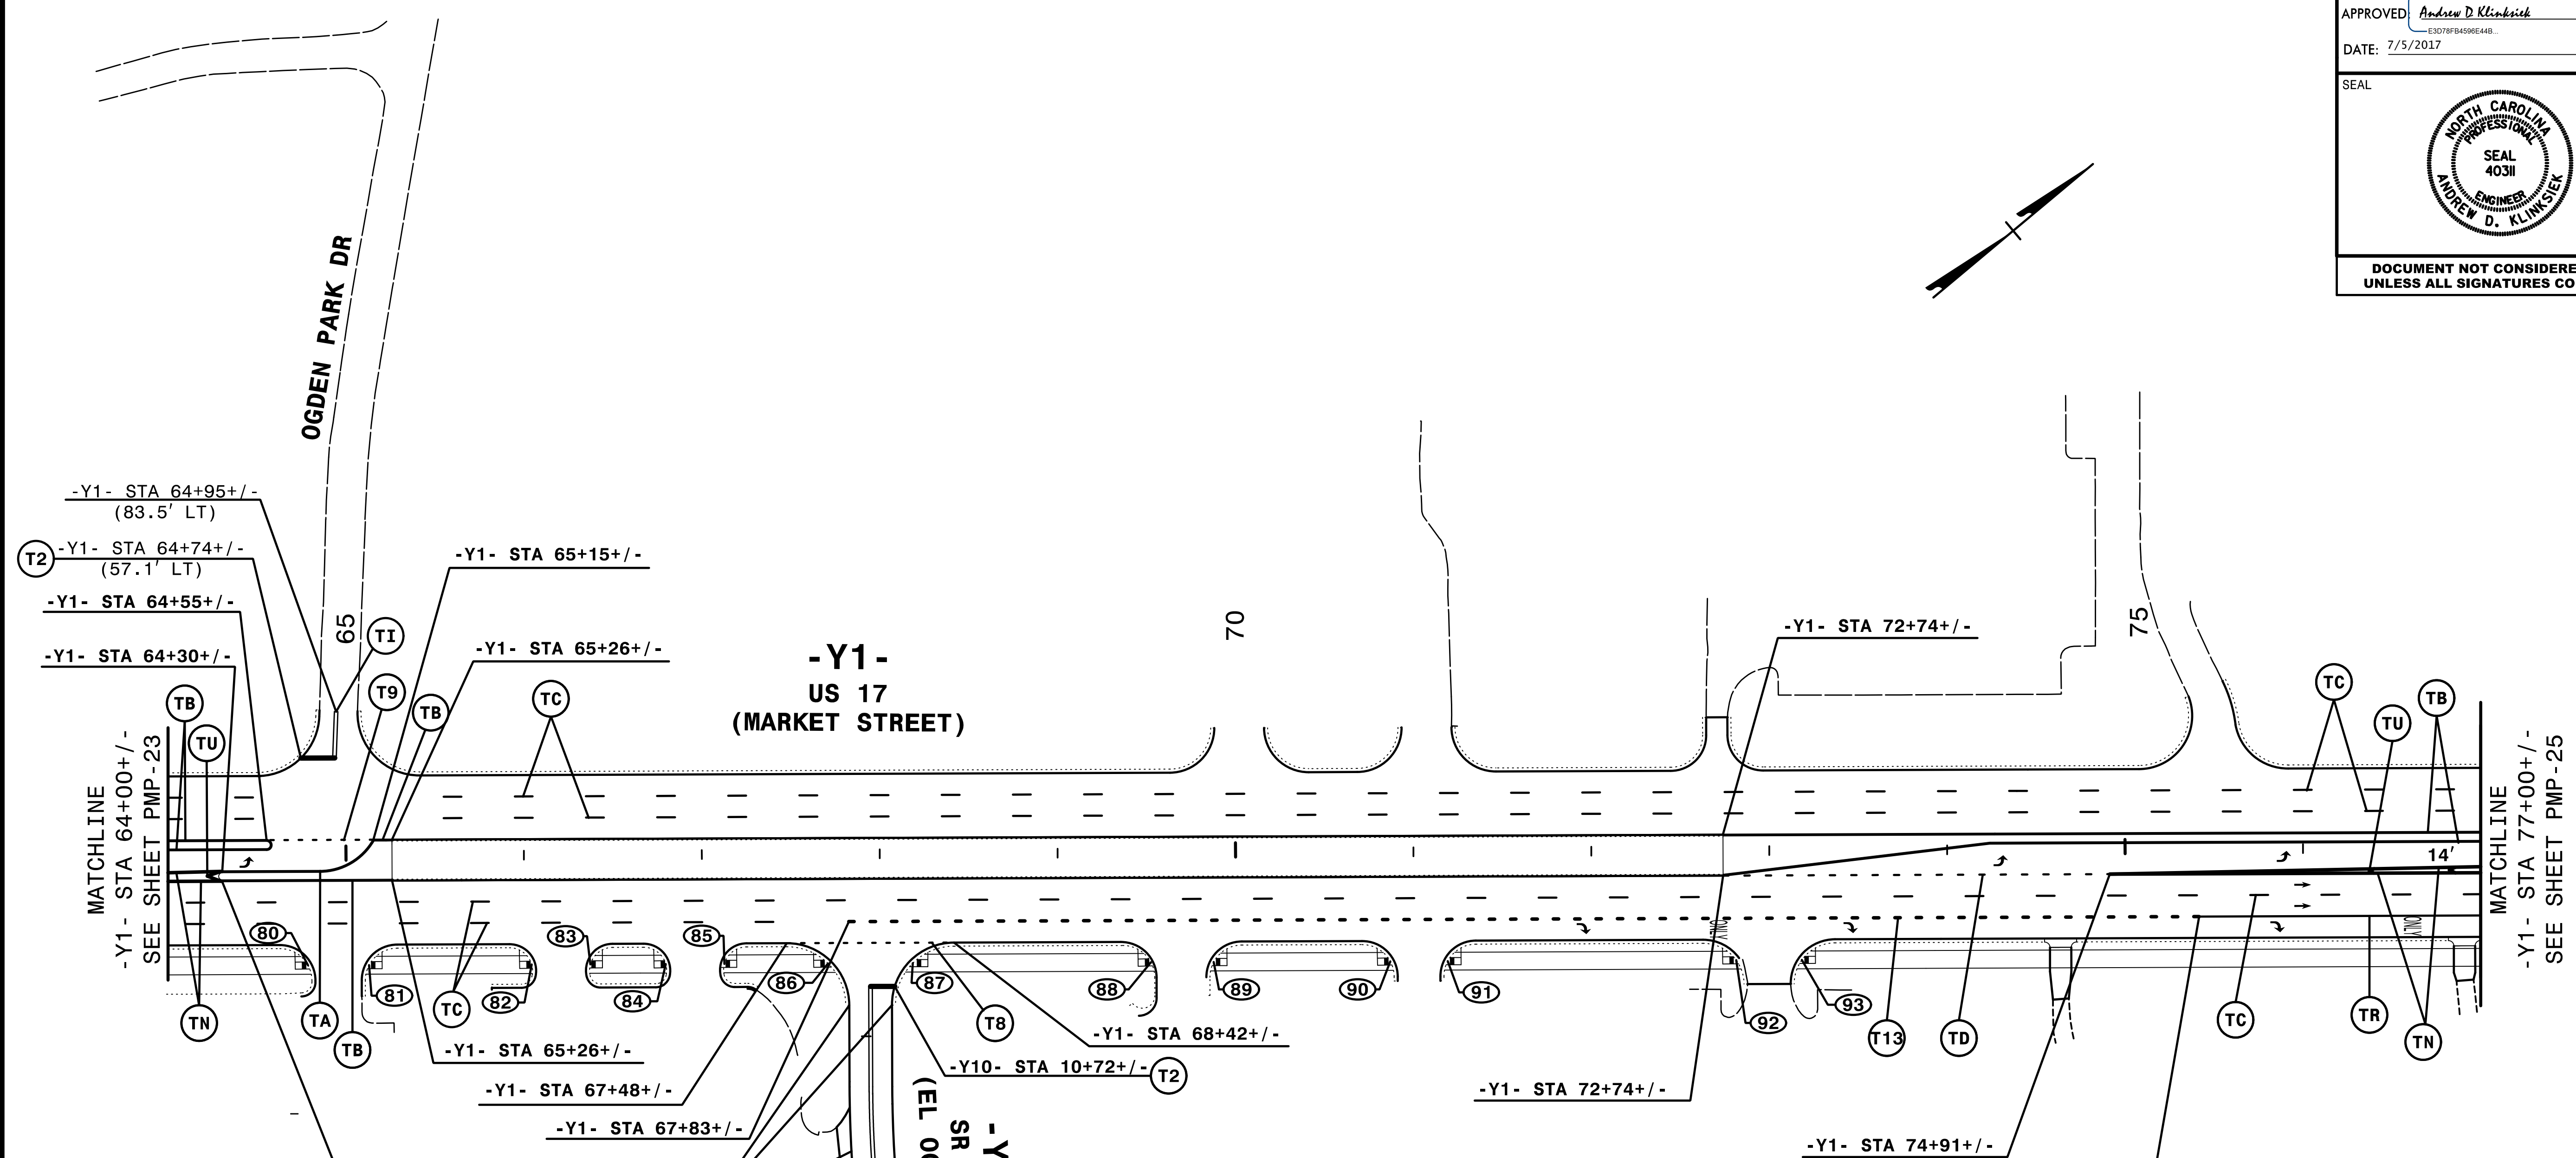 APPROVED: Andrew D. Klinksiek
E3D78FB4596E44B...
DATE: 7/5/2017
SEAL
NORTH CAROLINA
PROFESSIONAL
SEAL
40311
ENGINEER
ANDREW D. KLINKSIEK
DOCUMENT NOT CONSIDERE
UNLESS ALL SIGNATURES CO
OGDEN PARK DR
-Y1- STA 64+95+/-
(83.5' LT)
T2 -Y1- STA 64+74+/-
(57.1' LT)
-Y1- STA 64+55+/-
-Y1- STA 64+30+/-
-Y1- STA 65+15+/-
-Y1- STA 65+26+/-
65
TI
T9
TB
TC
TB
TU
-Y1-
US 17
(MARKET STREET)
70
-Y1- STA 72+74+/-
75
TC
TB
TU
MATCHLINE
-Y1- STA 64+00+/-
SEE SHEET PMP-23
14'
MATCHLINE
-Y1- STA 77+00+/-
SEE SHEET PMP-25
ONLY
ONLY
80
81
82
83
84
85
86
87
88
89
90
91
92
93
TN
TA
TB
TC
T8
T13
TD
TC
TR
TN
-Y1- STA 65+26+/-
-Y1- STA 67+48+/-
-Y1- STA 67+83+/-
-Y1- STA 68+42+/-
-Y10- STA 10+72+/- T2
-Y1- STA 72+74+/-
-Y1- STA 74+91+/-
-Y
SR
(EL OG